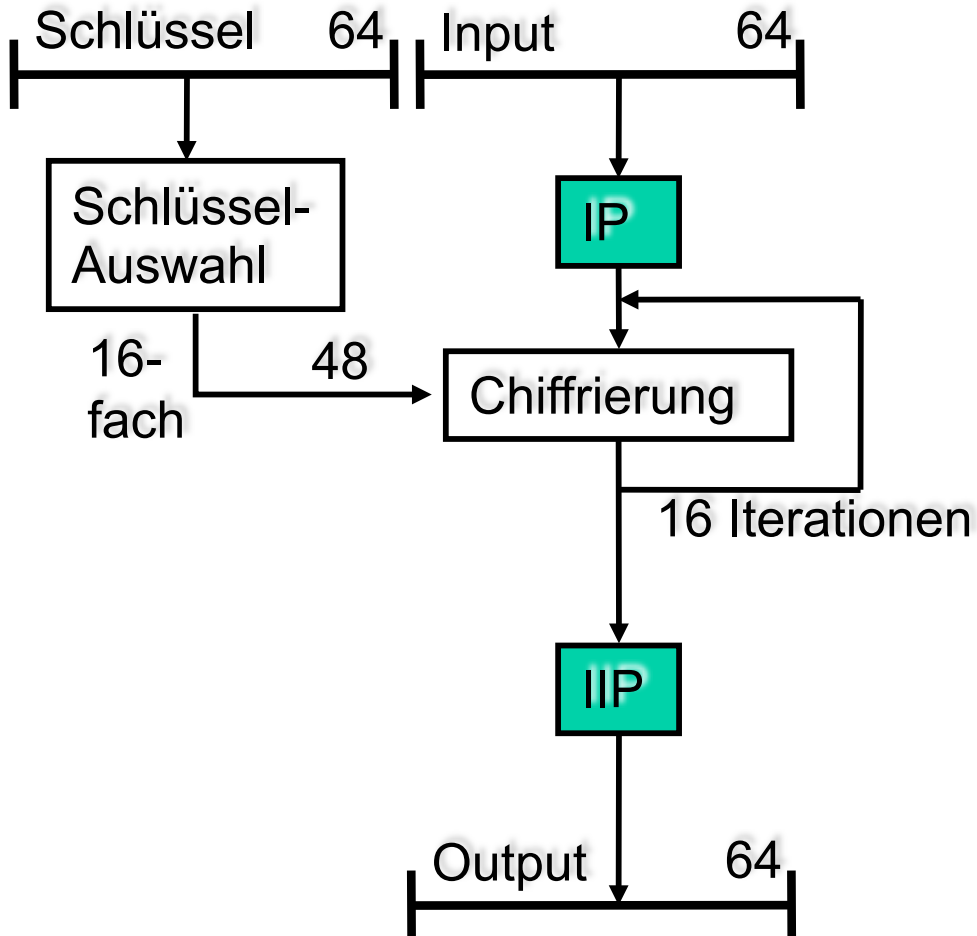 Schlüssel 64
Input 64
Schlüssel-
Auswahl
IP
16-
fach
48
Chiffrierung
16 Iterationen
IIP
Output 64